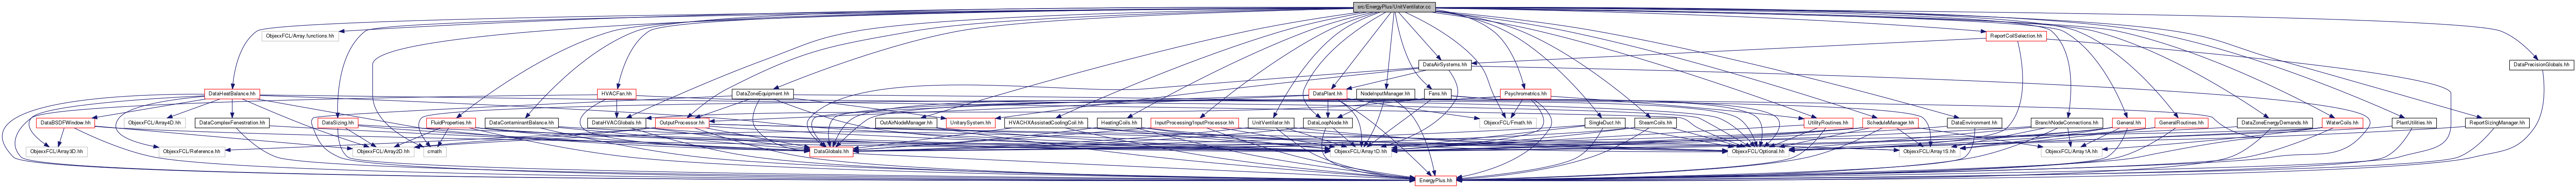 src/EnergyPlus/UnitVentilator.cc
ObjexxFCL/Array.functions.hh
ReportCoilSelection.hh
DataAirSystems.hh
DataPrecisionGlobals.hh
DataHeatBalance.hh
HVACFan.hh
DataZoneEquipment.hh
DataPlant.hh
NodeInputManager.hh
Fans.hh
Psychrometrics.hh
DataBSDFWindow.hh
ObjexxFCL/Array4D.hh
DataComplexFenestration.hh
DataSizing.hh
FluidProperties.hh
DataContaminantBalance.hh
DataHVACGlobals.hh
OutputProcessor.hh
OutAirNodeManager.hh
UnitarySystem.hh
HVACHXAssistedCoolingCoil.hh
HeatingCoils.hh
InputProcessing/InputProcessor.hh
UnitVentilator.hh
DataLoopNode.hh
ObjexxFCL/Fmath.hh
SingleDuct.hh
SteamCoils.hh
UtilityRoutines.hh
ScheduleManager.hh
DataEnvironment.hh
BranchNodeConnections.hh
General.hh
GeneralRoutines.hh
DataZoneEnergyDemands.hh
WaterCoils.hh
PlantUtilities.hh
ReportSizingManager.hh
ObjexxFCL/Array3D.hh
ObjexxFCL/Reference.hh
ObjexxFCL/Array2D.hh
cmath
DataGlobals.hh
ObjexxFCL/Array1D.hh
ObjexxFCL/Optional.hh
ObjexxFCL/Array1S.hh
ObjexxFCL/Array1A.hh
EnergyPlus.hh